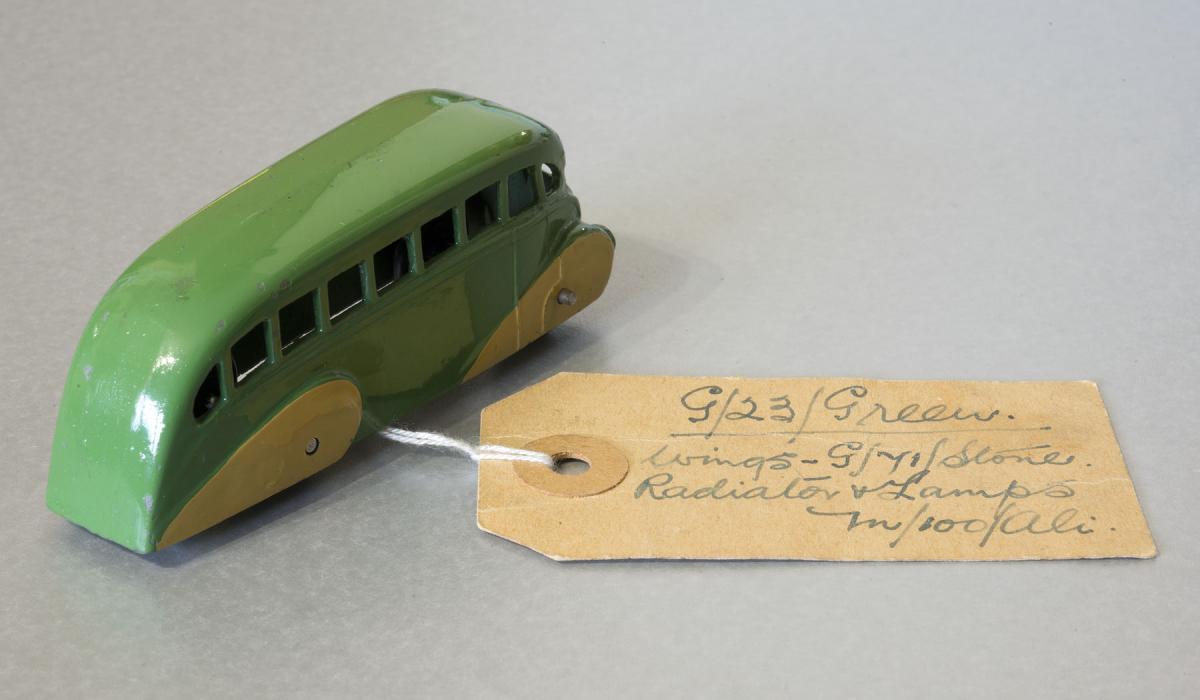 G/23/Green.
Wings - G/71/Stone.
Radiator & Lamps
M/100/Ali.